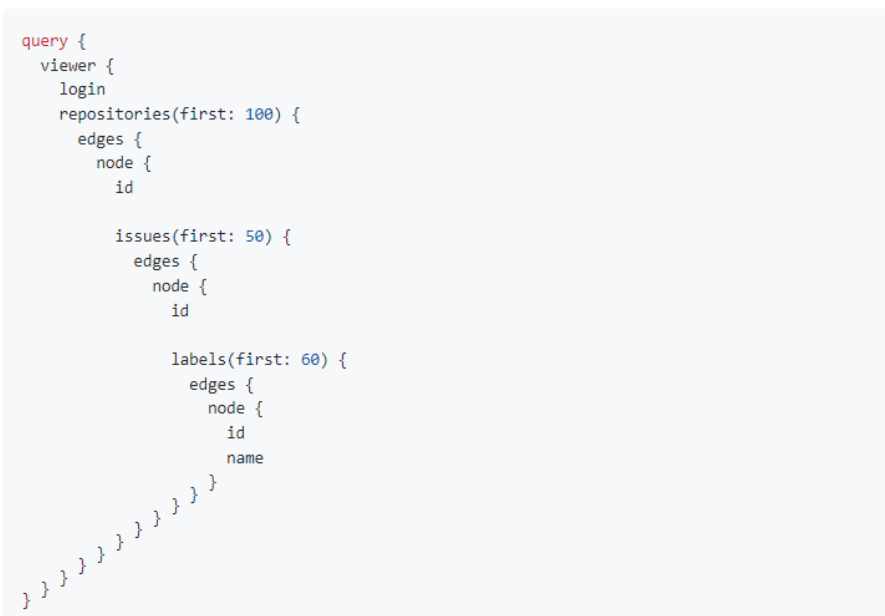 query {
viewer {
login
repositories(first: 100) {
edges {
node {
id
issues(first: 50) {
edges {
node {
id
labels(first: 60) {
edges {
node {
id
name
}
}
}
}
}
}
}
}
}
}
}